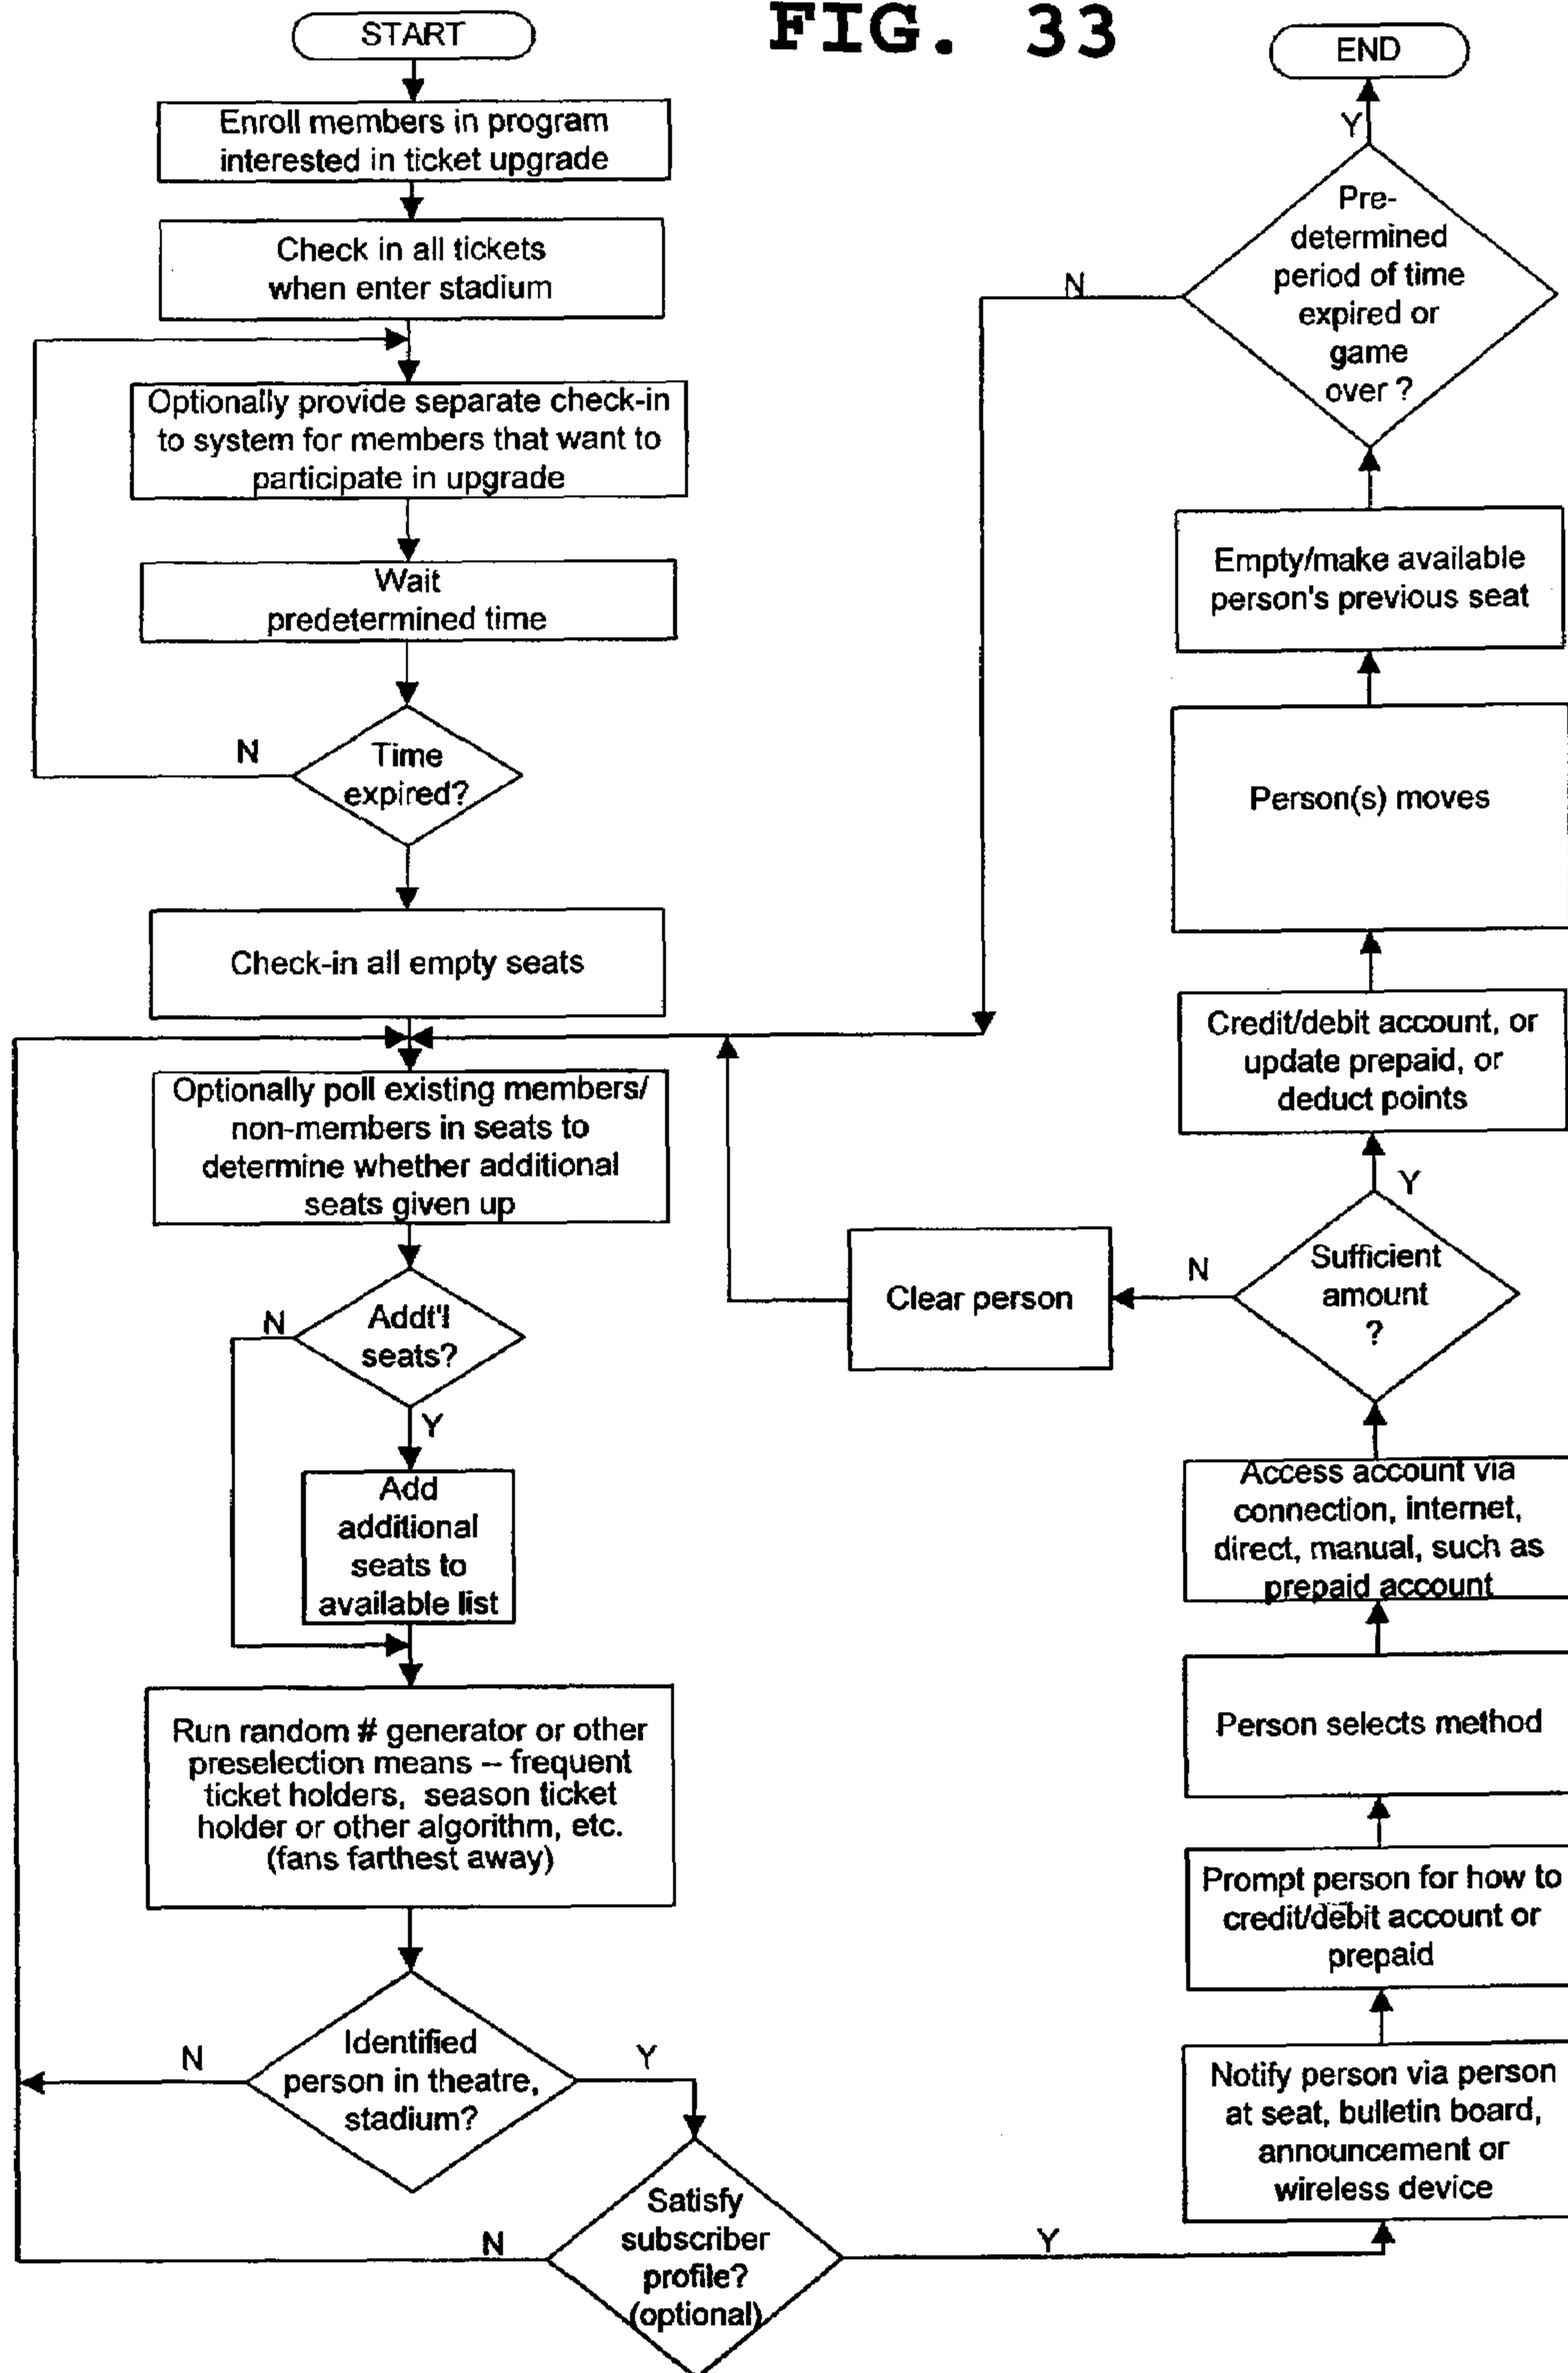 FIG. 33
START
Enroll members in program
interested in ticket upgrade
Check in all tickets
when enter stadium
Optionally provide separate check-in
to system for members that want to
participate in upgrade
Wait
predetermined time
N
Time
expired?
Check-in all empty seats
Optionally poll existing members/
non-members in seats to
determine whether additional
seats given up
N
Addt'l
seats?
Y
Add
additional
seats to
available list
Run random # generator or other
preselection means -- frequent
ticket holders, season ticket
holder or other algorithm, etc.
(fans farthest away)
N
Identified
person in theatre,
stadium?
Y
N
Satisfy
subscriber
profile?
(optional)
Y
Notify person via person
at seat, bulletin board,
announcement or
wireless device
Prompt person for how to
credit/debit account or
prepaid
Person selects method
Access account via
connection, internet,
direct, manual, such as
prepaid account
Sufficient
amount
?
N
Clear person
Y
Credit/debit account, or
update prepaid, or
deduct points
Person(s) moves
Empty/make available
person's previous seat
Pre-
determined
period of time
expired or
game
over ?
N
Y
END